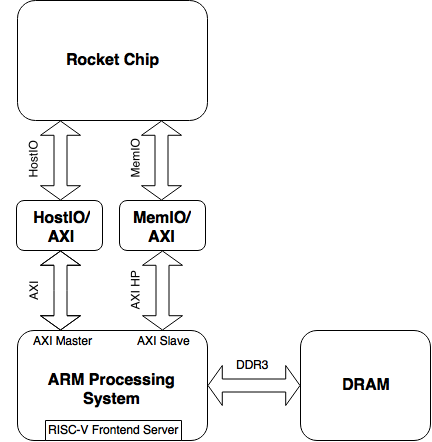 Rocket Chip
HostIO
MemIO
HostIO/
AXI
MemIO/
AXI
AXI
AXI HP
AXI Master
AXI Slave
ARM Processing
System
RISC-V Frontend Server
DDR3
DRAM